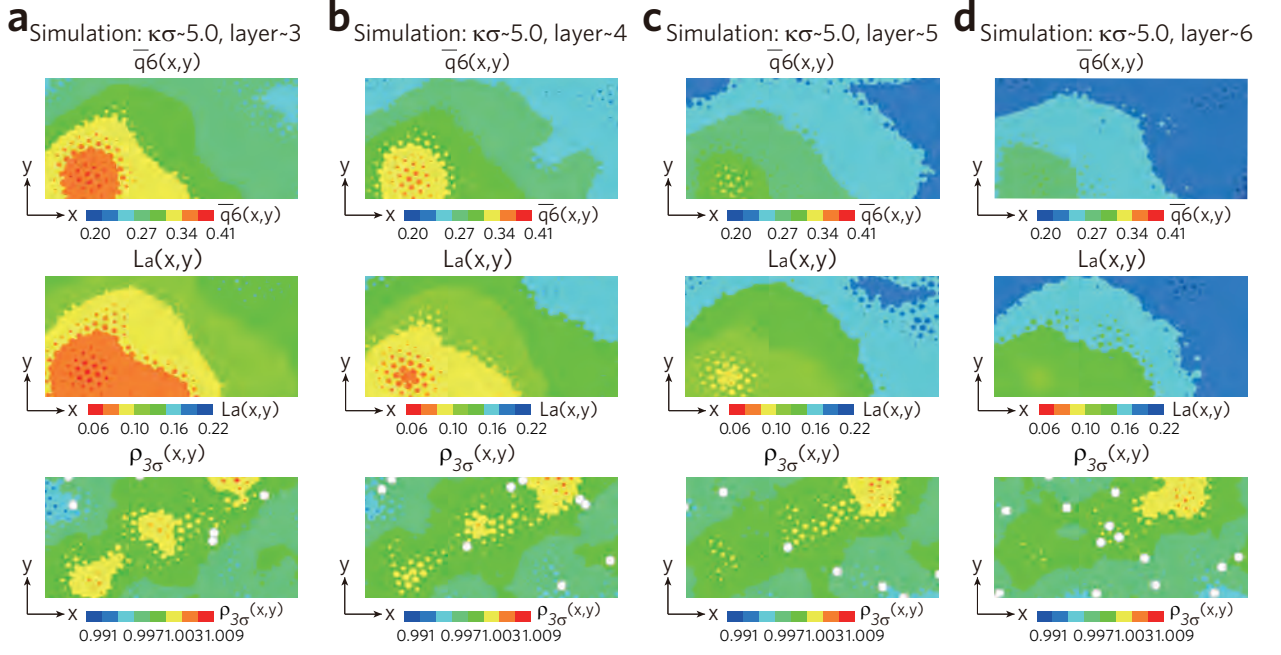 a b c d
Simulation: κσ~5.0, layer~3 Simulation: κσ~5.0, layer~4 Simulation: κσ~5.0, layer~5 Simulation: κσ~5.0, layer~6
q̅6(x,y) q̅6(x,y) q̅6(x,y) q̅6(x,y)
y y y y
x q̅6(x,y) x q̅6(x,y) x q̅6(x,y) x q̅6(x,y)
0.20 0.27 0.34 0.41 0.20 0.27 0.34 0.41 0.20 0.27 0.34 0.41 0.20 0.27 0.34 0.41
La(x,y) La(x,y) La(x,y) La(x,y)
y y y y
x La(x,y) x La(x,y) x La(x,y) x La(x,y)
0.06 0.10 0.16 0.22 0.06 0.10 0.16 0.22 0.06 0.10 0.16 0.22 0.06 0.10 0.16 0.22
ρ3σ(x,y) ρ3σ(x,y) ρ3σ(x,y) ρ3σ(x,y)
y y y y
x ρ3σ(x,y) x ρ3σ(x,y) x ρ3σ(x,y) x ρ3σ(x,y)
0.991 0.9971.0031.009 0.991 0.9971.0031.009 0.991 0.9971.0031.009 0.991 0.9971.0031.009